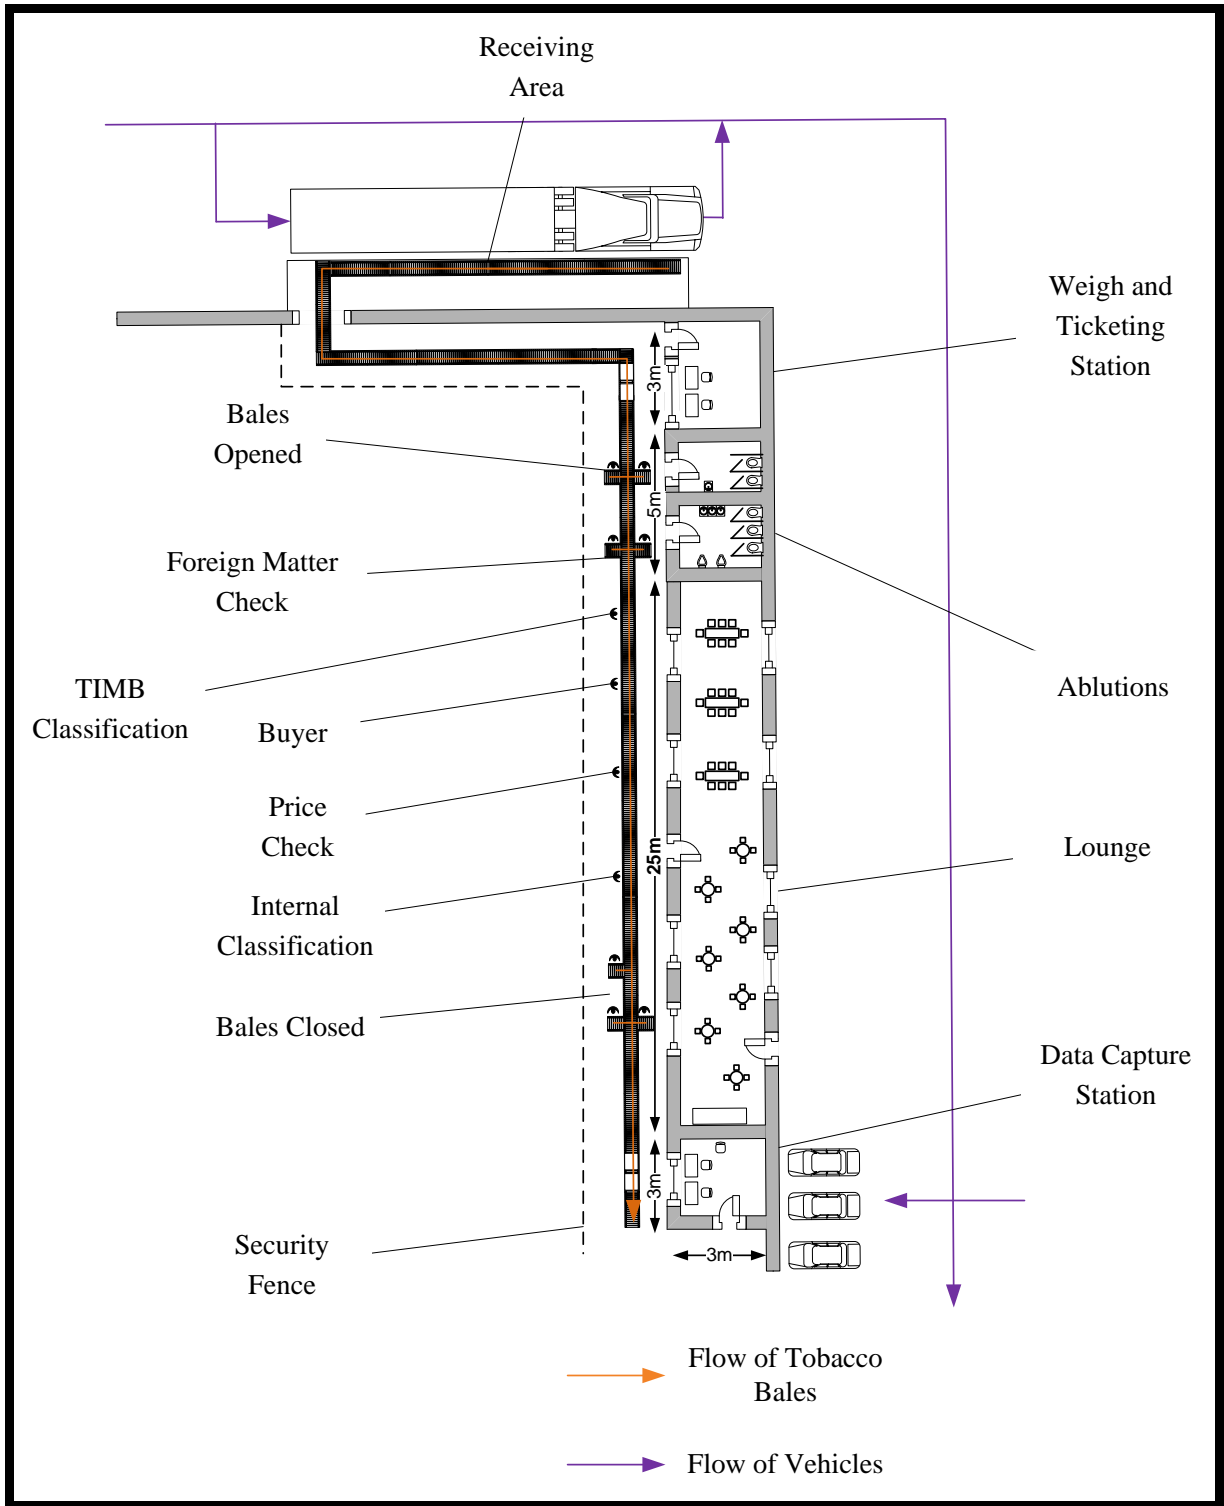 Receiving
Area
Weigh and
Ticketing
Station
3m
Bales
Opened
5m
Foreign Matter
Check
TIMB
Classification
Ablutions
Buyer
Price
Check
25m
Lounge
Internal
Classification
Bales Closed
Data Capture
Station
3m
3m
Security
Fence
Flow of Tobacco
Bales
Flow of Vehicles